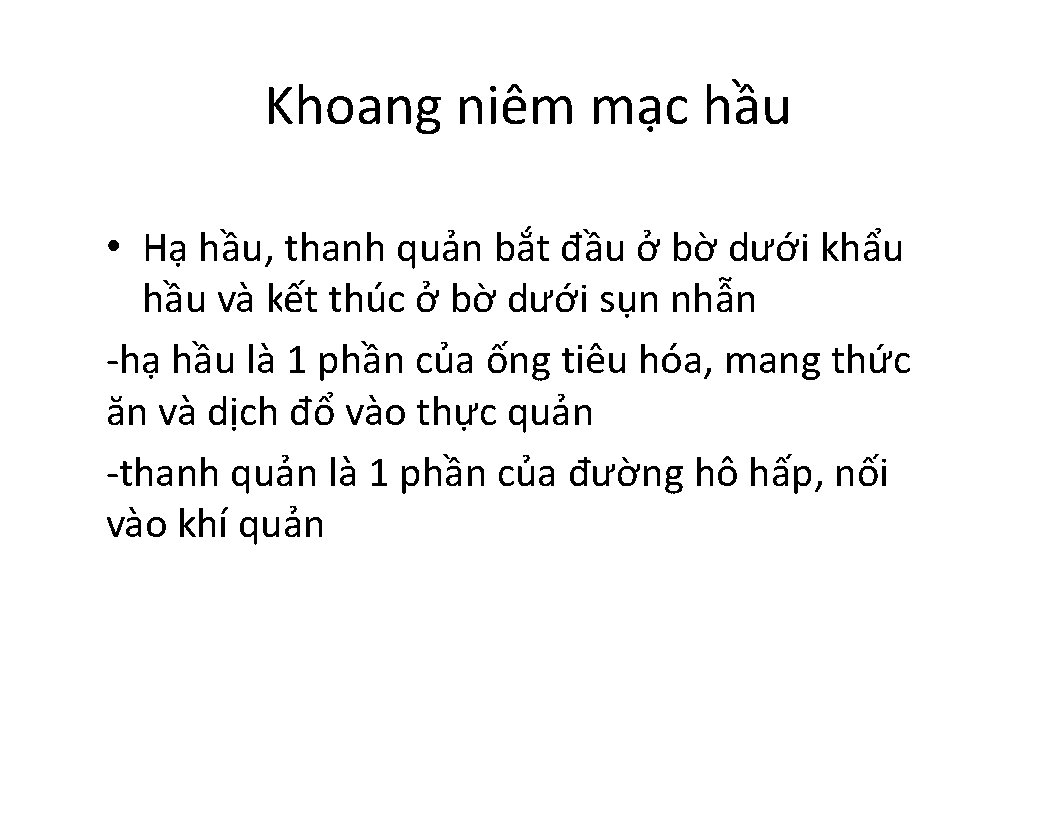 Khoang niêm mạc hầu
• Hạ hầu, thanh quản bắt đầu ở bờ dưới khẩu
hầu và kết thúc ở bờ dưới sụn nhẫn
-hạ hầu là 1 phần của ống tiêu hóa, mang thức
ăn và dịch đổ vào thực quản
-thanh quản là 1 phần của đường hô hấp, nối
vào khí quản